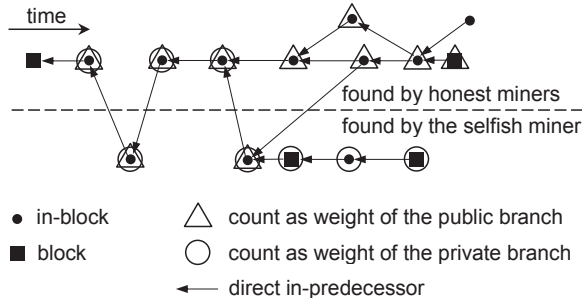 time
found by honest miners
found by the selfish miner
in-block
count as weight of the public branch
block
count as weight of the private branch
direct in-predecessor